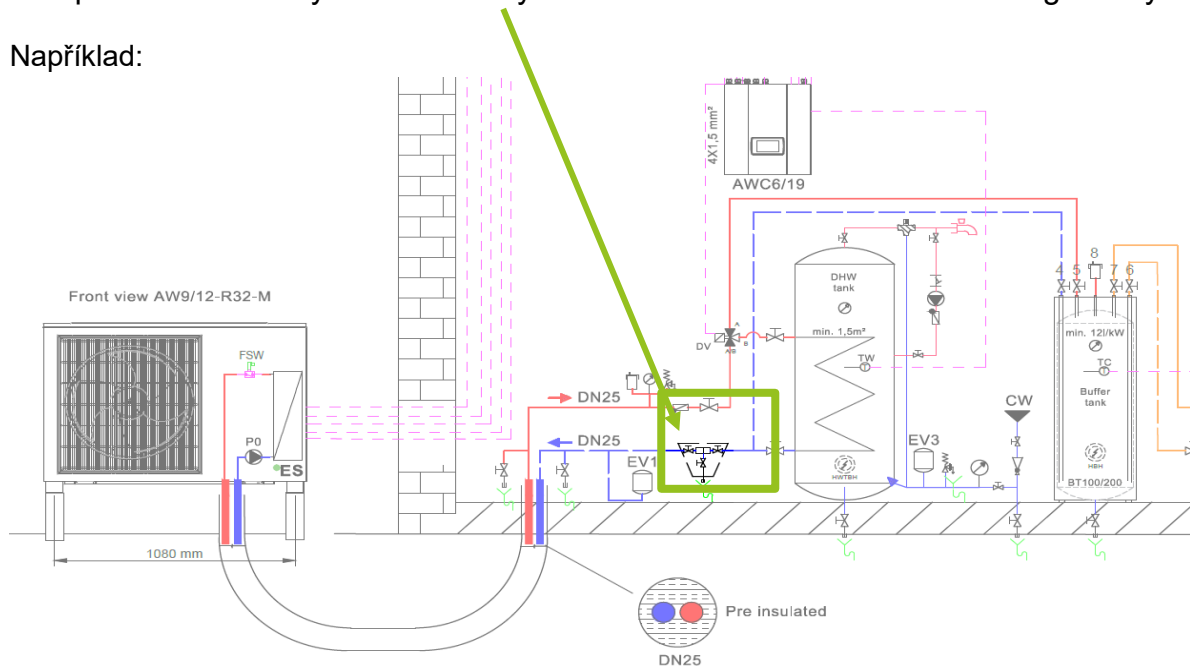 Například:
4X1,5 mm²
AWC6/19
Front view AW9/12-R32-M
FSW
P0
ES
DN25
DN25
EV1
DV
A
B
A/B
DHW
tank
min. 1,5m²
TW
HWTBH
EV3
CW
4 5 8 7 6
min. 12l/kW
TC
Buffer
tank
HBH
BT100/200
1080 mm
Pre insulated
DN25